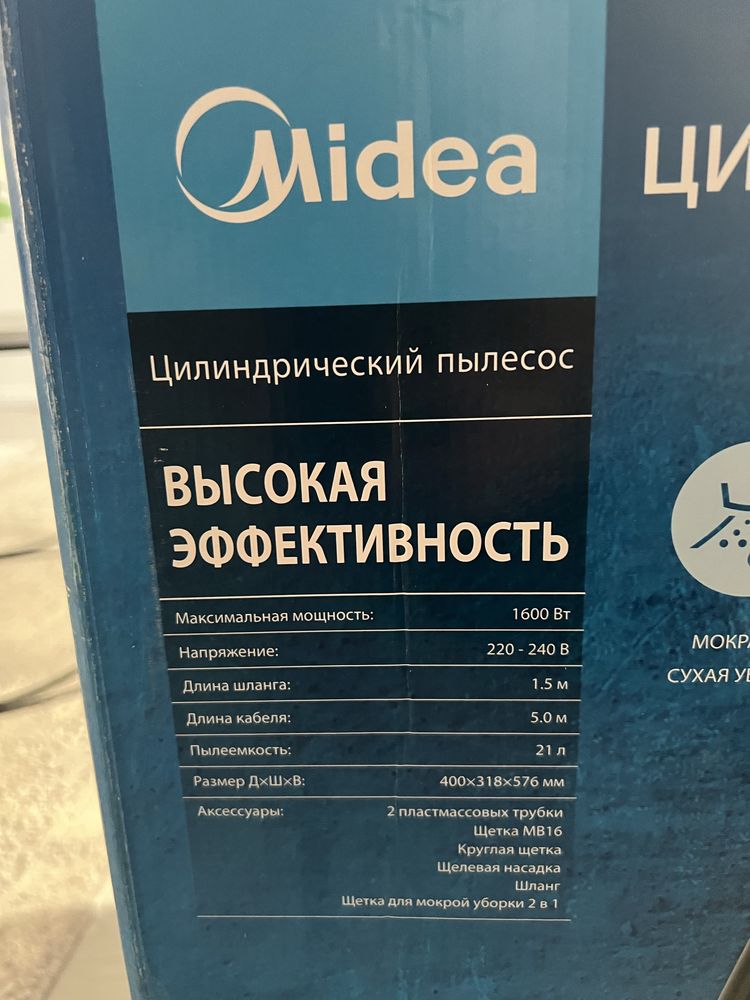 Midea
ЦИ
Цилиндрический пылесос
ВЫСОКАЯ
ЭФФЕКТИВНОСТЬ
Максимальная мощность: 1600 Вт
Напряжение: 220 - 240 В
Длина шланга: 1.5 м
Длина кабеля: 5.0 м
Пылеемкость: 21 л
Размер Д×Ш×В: 400×318×576 мм
Аксессуары: 2 пластмассовых трубки
Щетка MB16
Круглая щетка
Щелевая насадка
Шланг
Щетка для мокрой уборки 2 в 1
МОКРА
СУХАЯ УБ